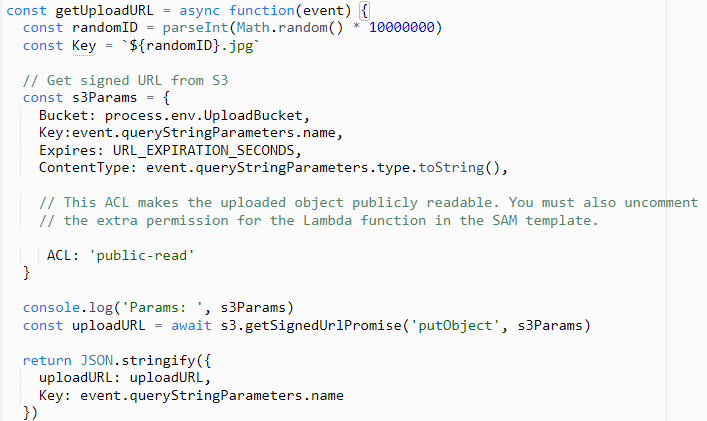 const getUploadURL = async function(event) {
const randomID = parseInt(Math.random() * 10000000)
const Key = `${randomID}.jpg`
// Get signed URL from S3
const s3Params = {
Bucket: process.env.UploadBucket,
Key:event.queryStringParameters.name,
Expires: URL_EXPIRATION_SECONDS,
ContentType: event.queryStringParameters.type.toString(),
// This ACL makes the uploaded object publicly readable. You must also uncomment
// the extra permission for the Lambda function in the SAM template.
ACL: 'public-read'
}
console.log('Params: ', s3Params)
const uploadURL = await s3.getSignedUrlPromise('putObject', s3Params)
return JSON.stringify({
uploadURL: uploadURL,
Key: event.queryStringParameters.name
})